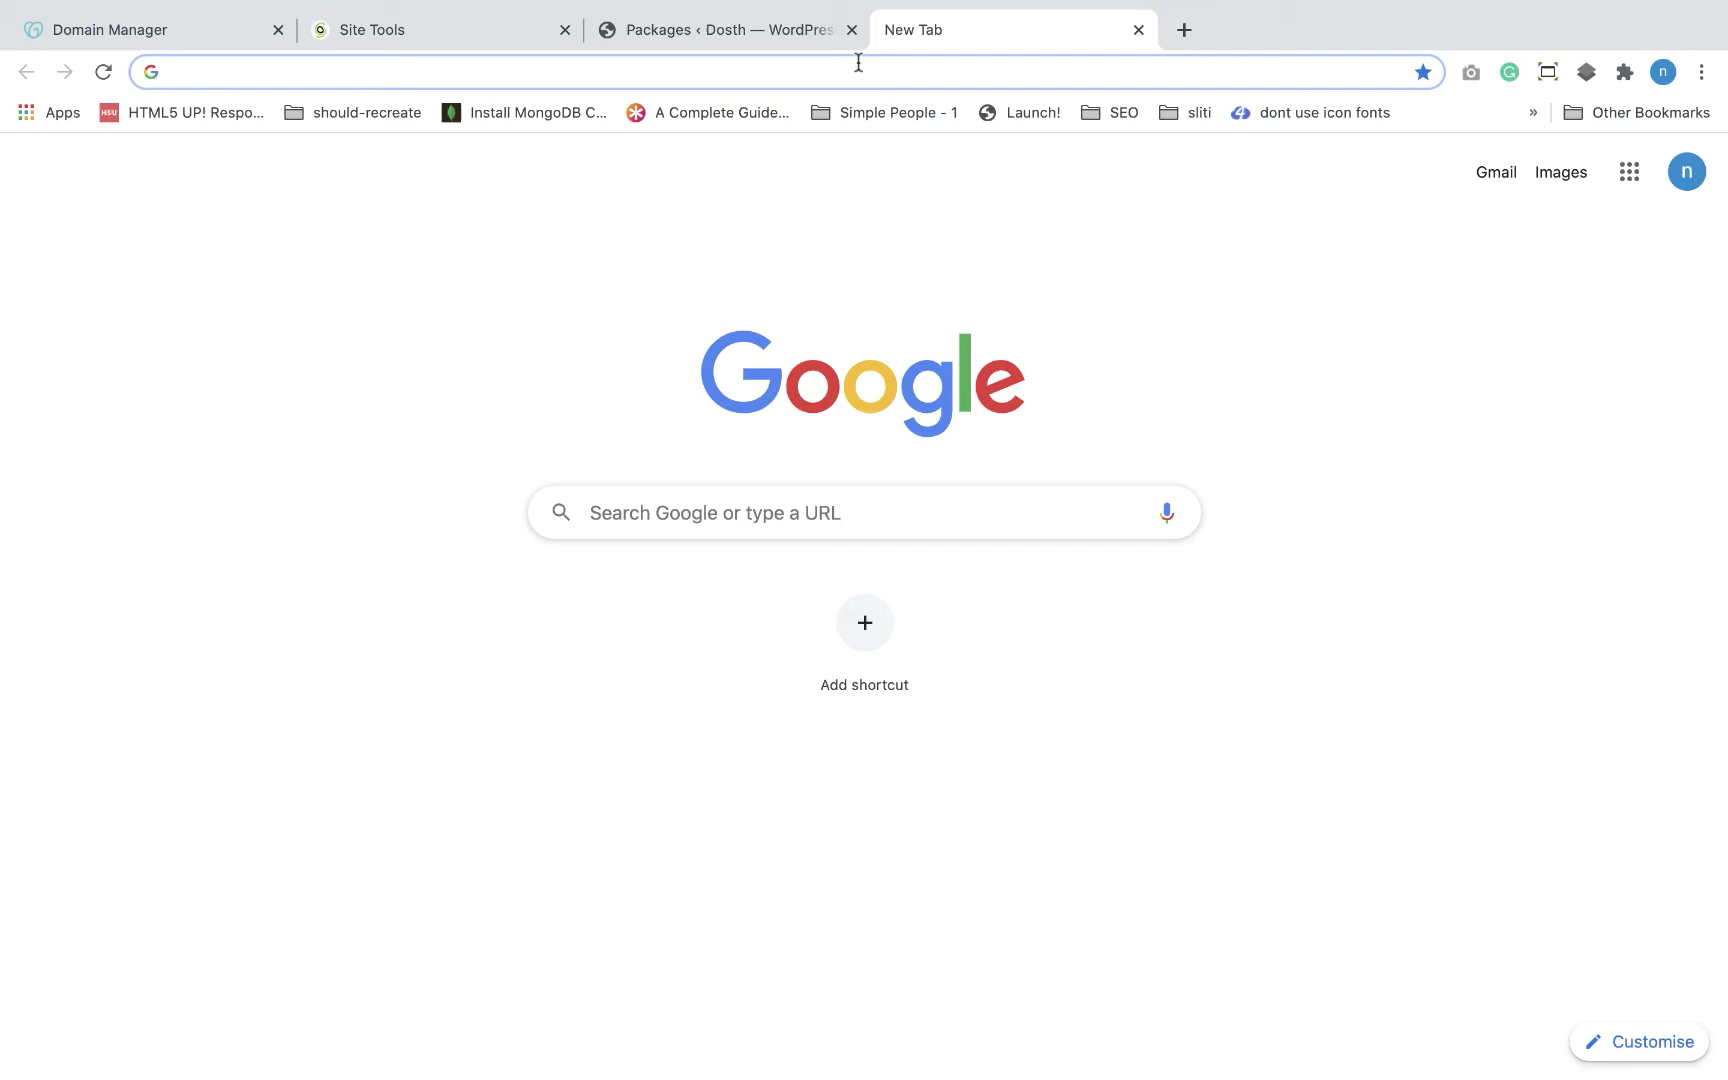 Domain Manager
Site Tools
Packages ‹ Dosth — WordPres
New Tab
Apps
HTML5 UP! Respo...
should-recreate
Install MongoDB C...
A Complete Guide...
Simple People - 1
Launch!
SEO
sliti
dont use icon fonts
»
Other Bookmarks
n
Gmail
Images
n
Google
Search Google or type a URL
Add shortcut
Customise